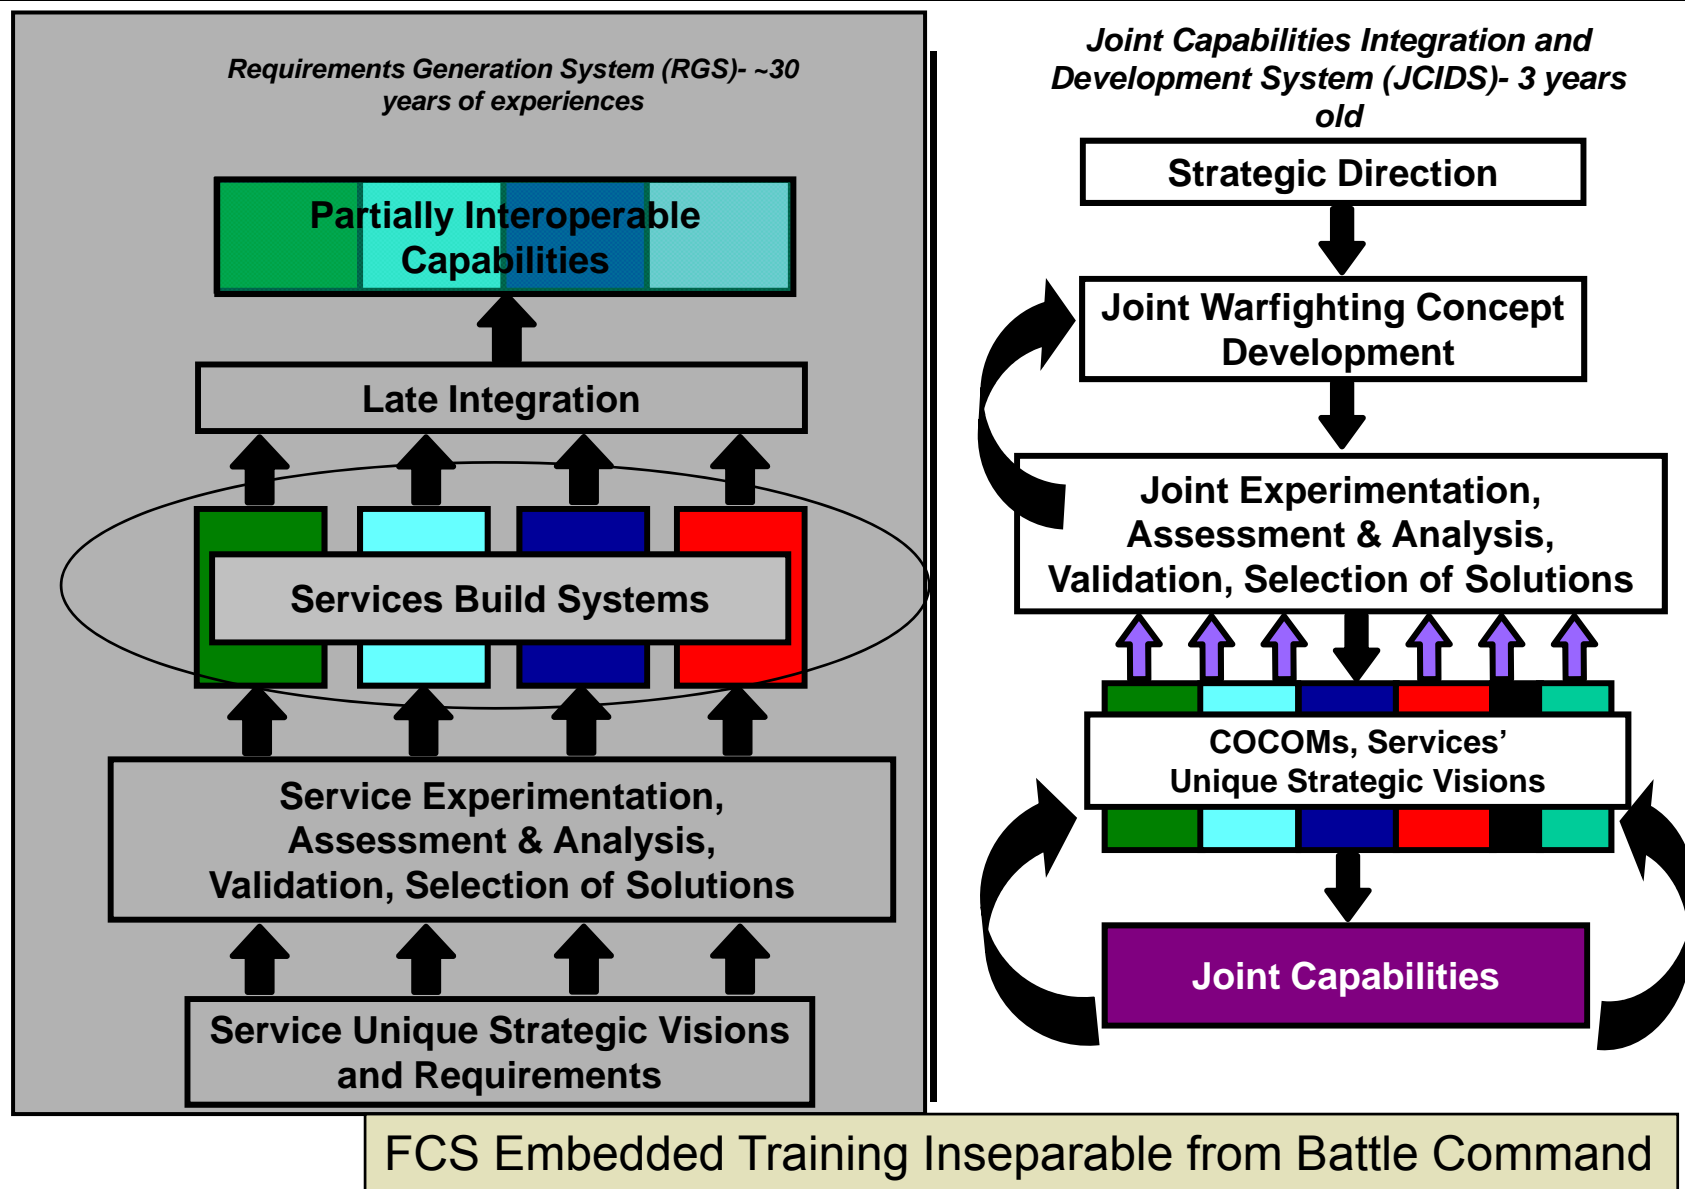 Requirements Generation System (RGS)- ~30
years of experiences
Partially Interoperable
Capabilities
Late Integration
Services Build Systems
Service Experimentation,
Assessment & Analysis,
Validation, Selection of Solutions
Service Unique Strategic Visions
and Requirements
Joint Capabilities Integration and
Development System (JCIDS)- 3 years
old
Strategic Direction
Joint Warfighting Concept
Development
Joint Experimentation,
Assessment & Analysis,
Validation, Selection of Solutions
COCOMs, Services’
Unique Strategic Visions
Joint Capabilities
FCS Embedded Training Inseparable from Battle Command